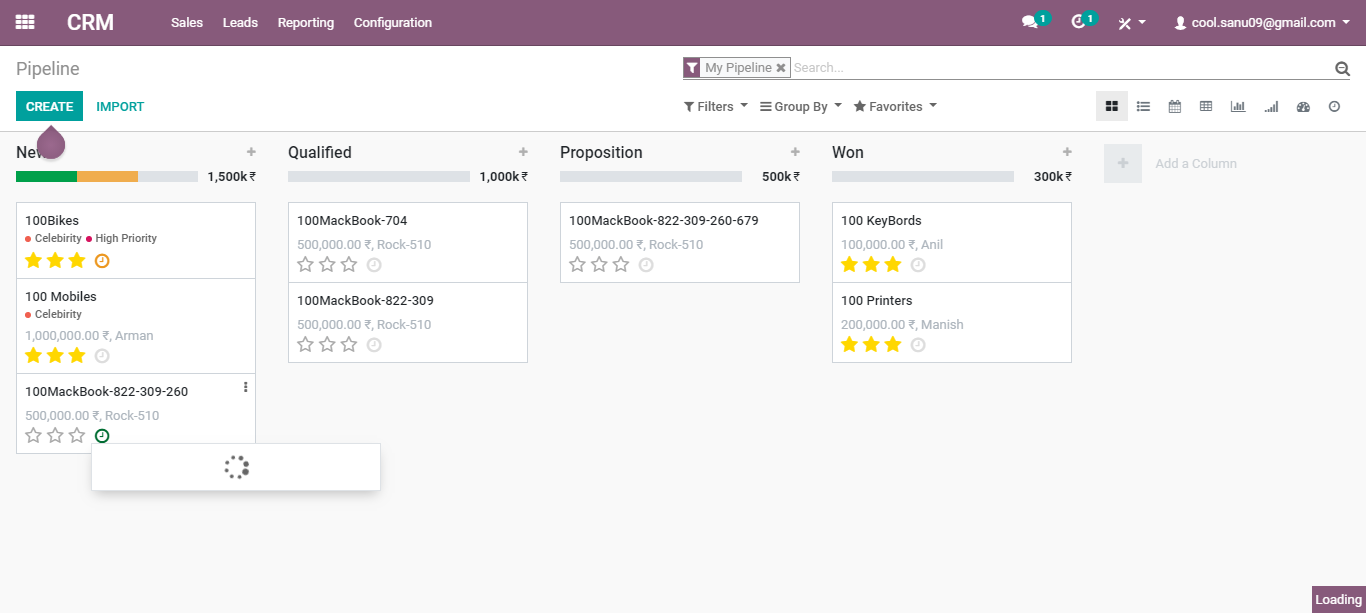 CRM Sales Leads Reporting Configuration 1 1 cool.sanu09@gmail.com
Pipeline My Pipeline Search...
CREATE IMPORT Filters Group By Favorites
New Qualified Proposition Won Add a Column
1,500k₹ 1,000k₹ 500k₹ 300k₹
100Bikes
Celebirity High Priority
100 Mobiles
Celebirity
1,000,000.00 ₹, Arman
100MackBook-822-309-260
500,000.00 ₹, Rock-510
100MackBook-704
500,000.00 ₹, Rock-510
100MackBook-822-309
500,000.00 ₹, Rock-510
100MackBook-822-309-260-679
500,000.00 ₹, Rock-510
100 KeyBords
100,000.00 ₹, Anil
100 Printers
200,000.00 ₹, Manish
Loading